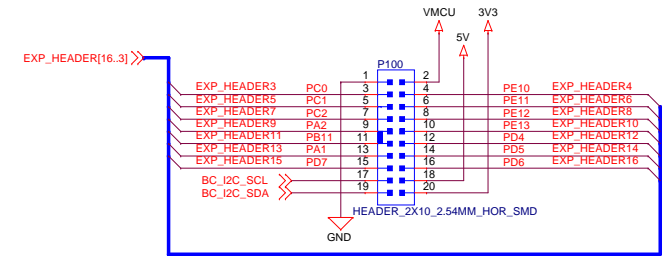 VMCU 3V3
5V
EXP_HEADER[16..3]
P100
1 2
EXP_HEADER3 PC0 3 4 PE10 EXP_HEADER4
EXP_HEADER5 PC1 5 6 PE11 EXP_HEADER6
EXP_HEADER7 PC2 7 8 PE12 EXP_HEADER8
EXP_HEADER9 PA2 9 10 PE13 EXP_HEADER10
EXP_HEADER11 PB11 11 12 PD4 EXP_HEADER12
EXP_HEADER13 PA1 13 14 PD5 EXP_HEADER14
EXP_HEADER15 PD7 15 16 PD6 EXP_HEADER16
BC_I2C_SCL 17 18
BC_I2C_SDA 19 20
HEADER_2X10_2.54MM_HOR_SMD
GND